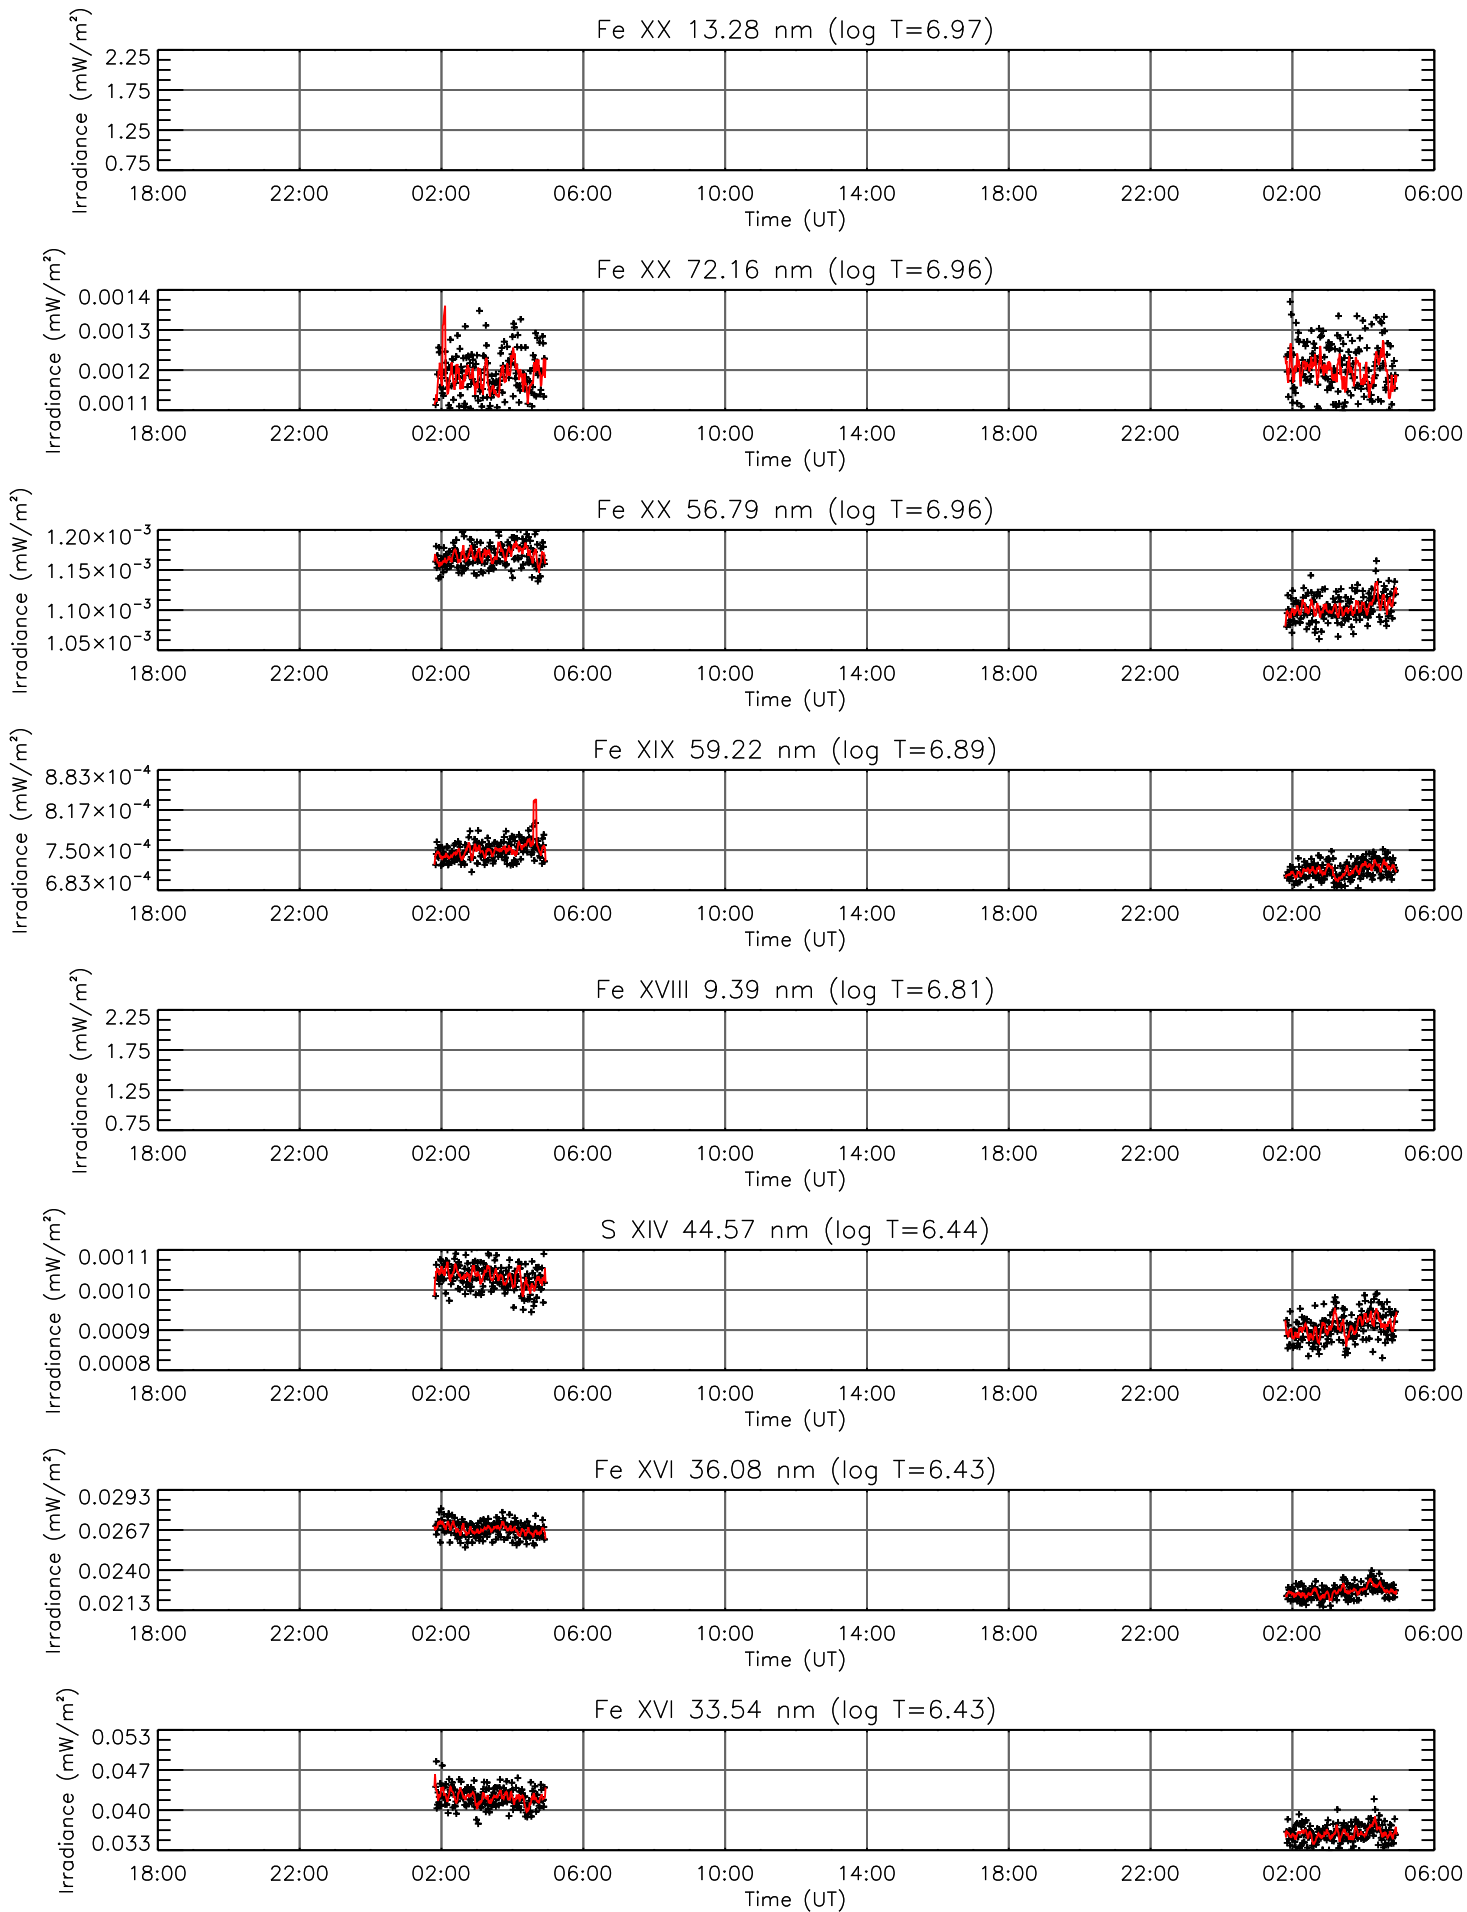 Fe XX 13.28 nm (log T=6.97)
Irradiance (mW/m²)
2.25
1.75
1.25
0.75
18:00 22:00 02:00 06:00 10:00 14:00 18:00 22:00 02:00 06:00
Time (UT)
Fe XX 72.16 nm (log T=6.96)
Irradiance (mW/m²)
0.0014
0.0013
0.0012
0.0011
18:00 22:00 02:00 06:00 10:00 14:00 18:00 22:00 02:00 06:00
Time (UT)
Fe XX 56.79 nm (log T=6.96)
Irradiance (mW/m²)
1.20×10⁻³
1.15×10⁻³
1.10×10⁻³
1.05×10⁻³
18:00 22:00 02:00 06:00 10:00 14:00 18:00 22:00 02:00 06:00
Time (UT)
Fe XIX 59.22 nm (log T=6.89)
Irradiance (mW/m²)
8.83×10⁻⁴
8.17×10⁻⁴
7.50×10⁻⁴
6.83×10⁻⁴
18:00 22:00 02:00 06:00 10:00 14:00 18:00 22:00 02:00 06:00
Time (UT)
Fe XVIII 9.39 nm (log T=6.81)
Irradiance (mW/m²)
2.25
1.75
1.25
0.75
18:00 22:00 02:00 06:00 10:00 14:00 18:00 22:00 02:00 06:00
Time (UT)
S XIV 44.57 nm (log T=6.44)
Irradiance (mW/m²)
0.0011
0.0010
0.0009
0.0008
18:00 22:00 02:00 06:00 10:00 14:00 18:00 22:00 02:00 06:00
Time (UT)
Fe XVI 36.08 nm (log T=6.43)
Irradiance (mW/m²)
0.0293
0.0267
0.0240
0.0213
18:00 22:00 02:00 06:00 10:00 14:00 18:00 22:00 02:00 06:00
Time (UT)
Fe XVI 33.54 nm (log T=6.43)
Irradiance (mW/m²)
0.053
0.047
0.040
0.033
18:00 22:00 02:00 06:00 10:00 14:00 18:00 22:00 02:00 06:00
Time (UT)